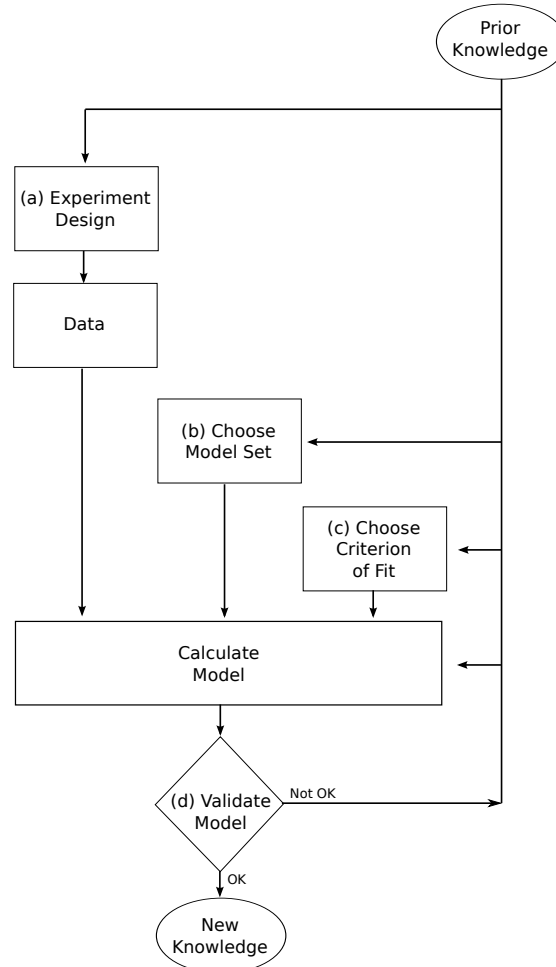 Prior
Knowledge
(a) Experiment
Design
Data
(b) Choose
Model Set
(c) Choose
Criterion
of Fit
Calculate
Model
(d) Validate
Model
Not OK
OK
New
Knowledge